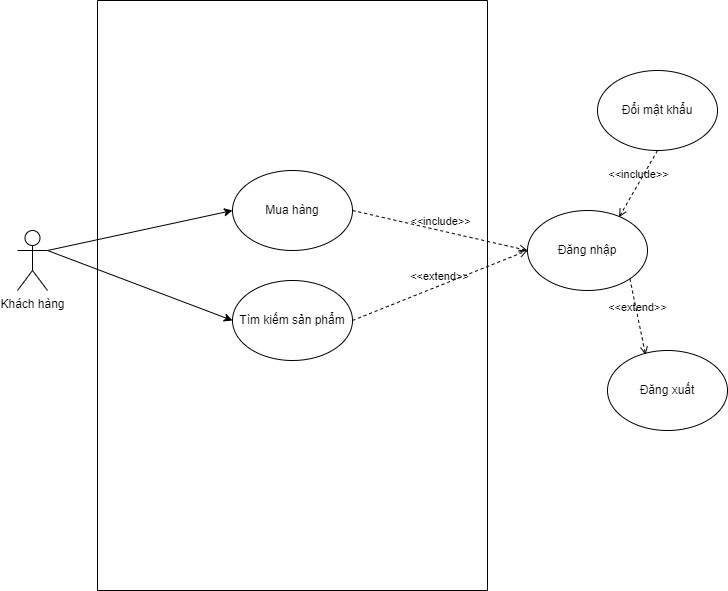 Đổi mật khẩu
<<include>>
Mua hàng
<<include>>
Đăng nhập
<<extend>>
Khách hàng
Tìm kiếm sản phẩm
<<extend>>
Đăng xuất